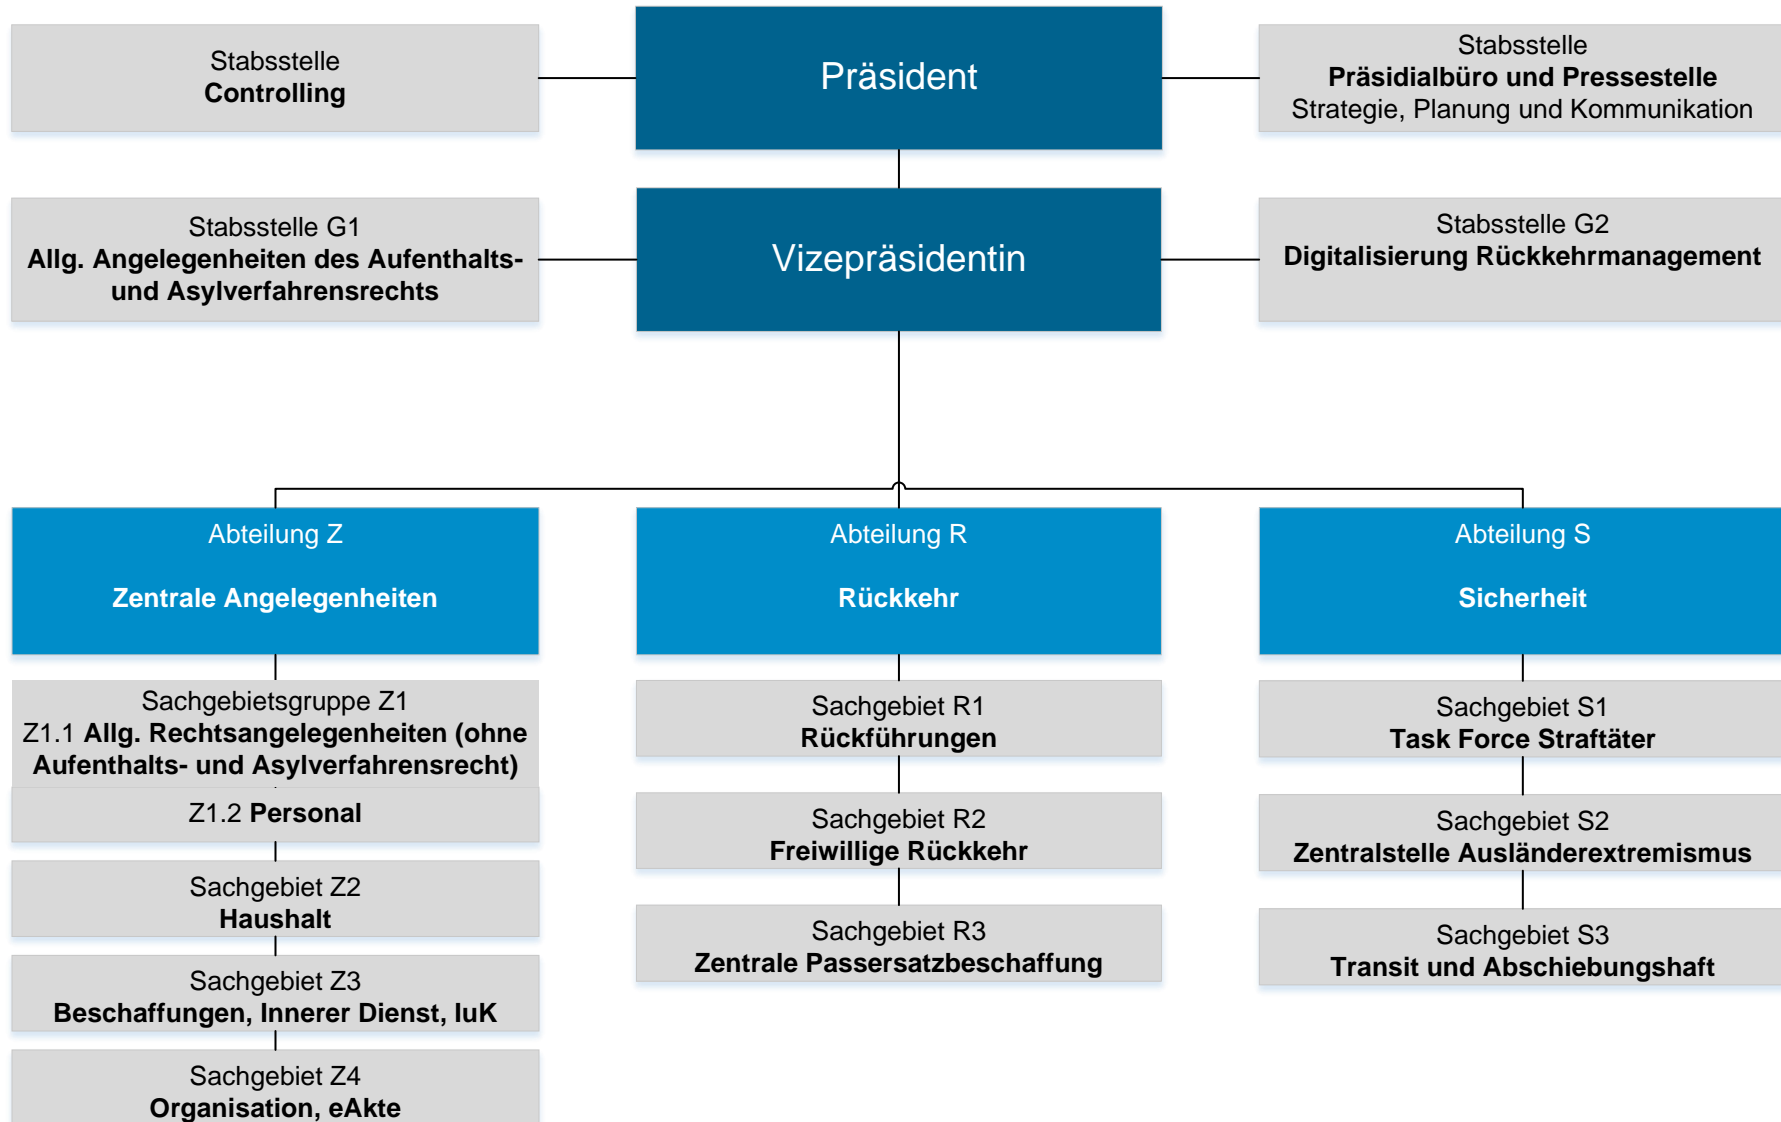 Stabsstelle
Controlling
Präsident
Stabsstelle
Präsidialbüro und Pressestelle
Strategie, Planung und Kommunikation
Stabsstelle G1
Allg. Angelegenheiten des Aufenthalts-
und Asylverfahrensrechts
Vizepräsidentin
Stabsstelle G2
Digitalisierung Rückkehrmanagement
Abteilung Z
Zentrale Angelegenheiten
Sachgebietsgruppe Z1
Z1.1 Allg. Rechtsangelegenheiten (ohne
Aufenthalts- und Asylverfahrensrecht)
Z1.2 Personal
Sachgebiet Z2
Haushalt
Sachgebiet Z3
Beschaffungen, Innerer Dienst, IuK
Sachgebiet Z4
Organisation, eAkte
Abteilung R
Rückkehr
Sachgebiet R1
Rückführungen
Sachgebiet R2
Freiwillige Rückkehr
Sachgebiet R3
Zentrale Passersatzbeschaffung
Abteilung S
Sicherheit
Sachgebiet S1
Task Force Straftäter
Sachgebiet S2
Zentralstelle Ausländerextremismus
Sachgebiet S3
Transit und Abschiebungshaft